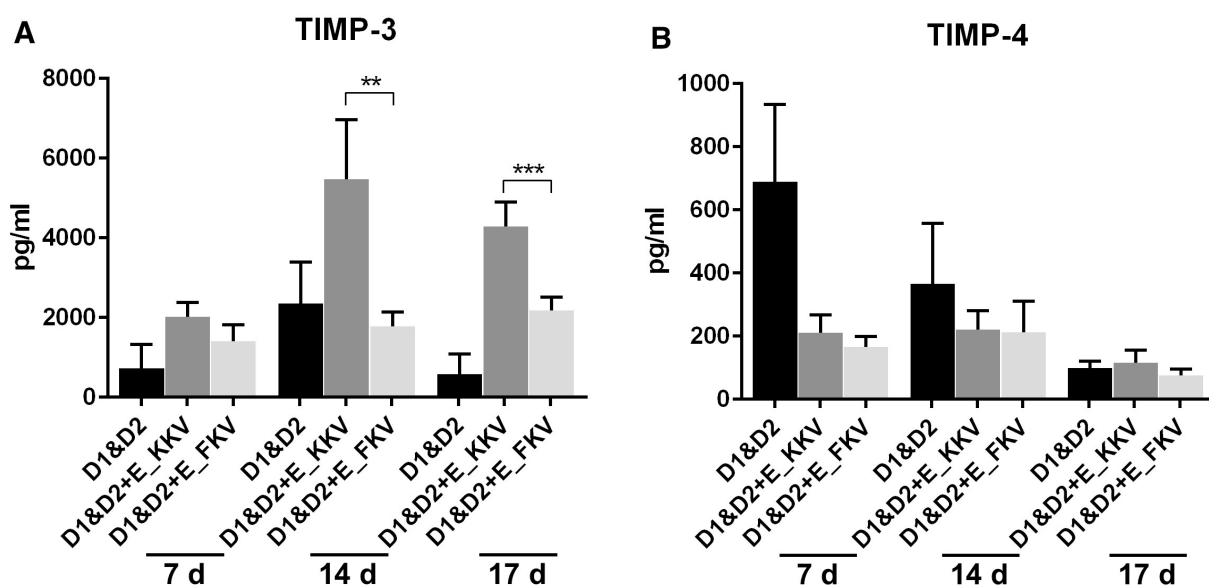 A
TIMP-3
pg/ml
8000
6000
4000
2000
0
**
***
D1&D2
D1&D2+E_KKV
D1&D2+E_FKV
D1&D2
D1&D2+E_KKV
D1&D2+E_FKV
D1&D2
D1&D2+E_KKV
D1&D2+E_FKV
7 d
14 d
17 d
B
TIMP-4
pg/ml
1000
800
600
400
200
0
D1&D2
D1&D2+E_KKV
D1&D2+E_FKV
D1&D2
D1&D2+E_KKV
D1&D2+E_FKV
D1&D2
D1&D2+E_KKV
D1&D2+E_FKV
7 d
14 d
17 d